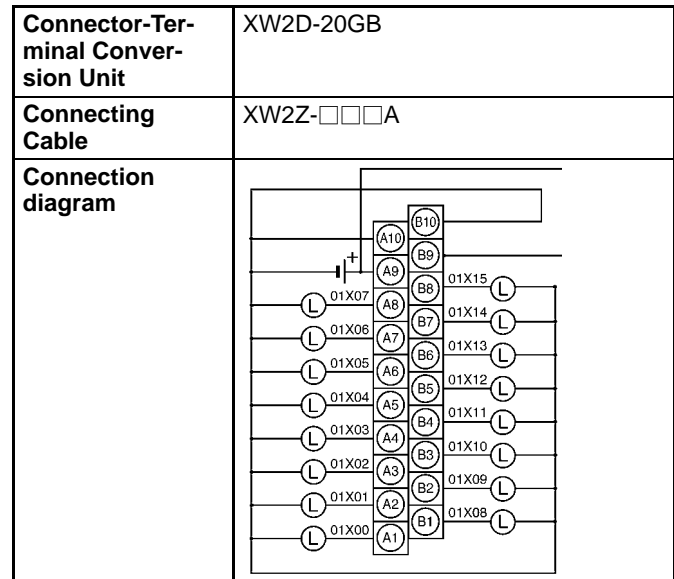 Connector-Ter-
minal Conver-
sion Unit
XW2D-20GB
Connecting
Cable
XW2Z-□□□A
Connection
diagram
B10
A10
B9
+
A9
B8
01X15
L
L
01X07
A8
B7
01X14
L
L
01X06
A7
B6
01X13
L
L
01X05
A6
B5
01X12
L
L
01X04
A5
B4
01X11
L
L
01X03
A4
B3
01X10
L
L
01X02
A3
B2
01X09
L
L
01X01
A2
B1
01X08
L
L
01X00
A1